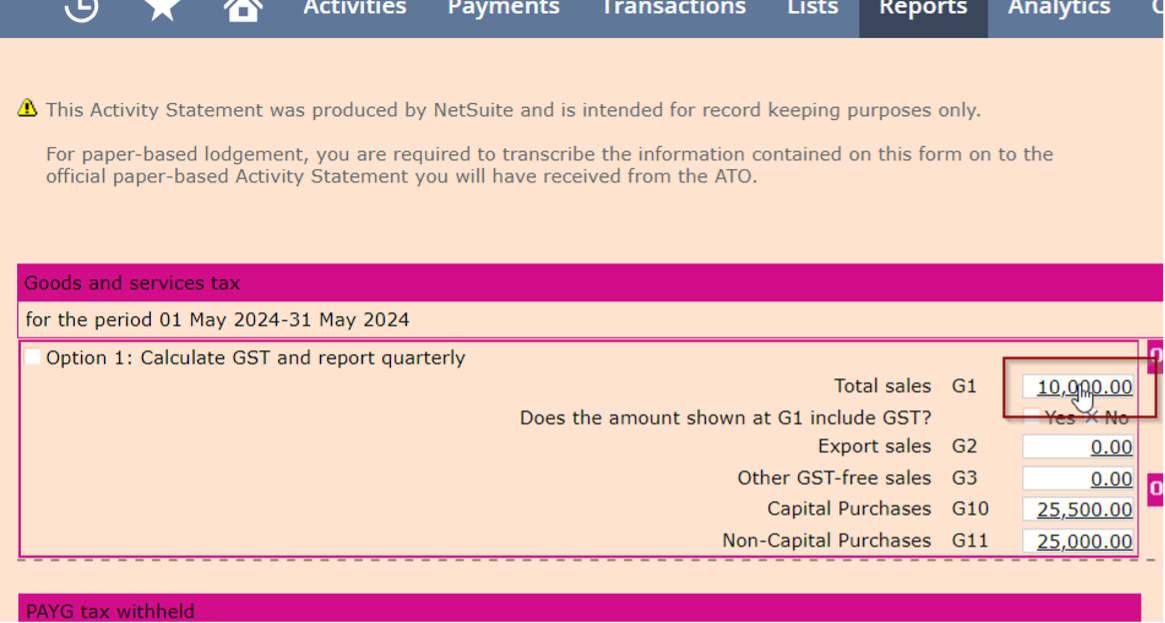 Activities Payments Transactions Lists Reports Analytics
This Activity Statement was produced by NetSuite and is intended for record keeping purposes only.
For paper-based lodgement, you are required to transcribe the information contained on this form on to the
official paper-based Activity Statement you will have received from the ATO.
Goods and services tax
for the period 01 May 2024-31 May 2024
Option 1: Calculate GST and report quarterly
Total sales G1 10,000.00
Does the amount shown at G1 include GST? Yes X No
Export sales G2 0.00
Other GST-free sales G3 0.00
Capital Purchases G10 25,500.00
Non-Capital Purchases G11 25,000.00
PAYG tax withheld